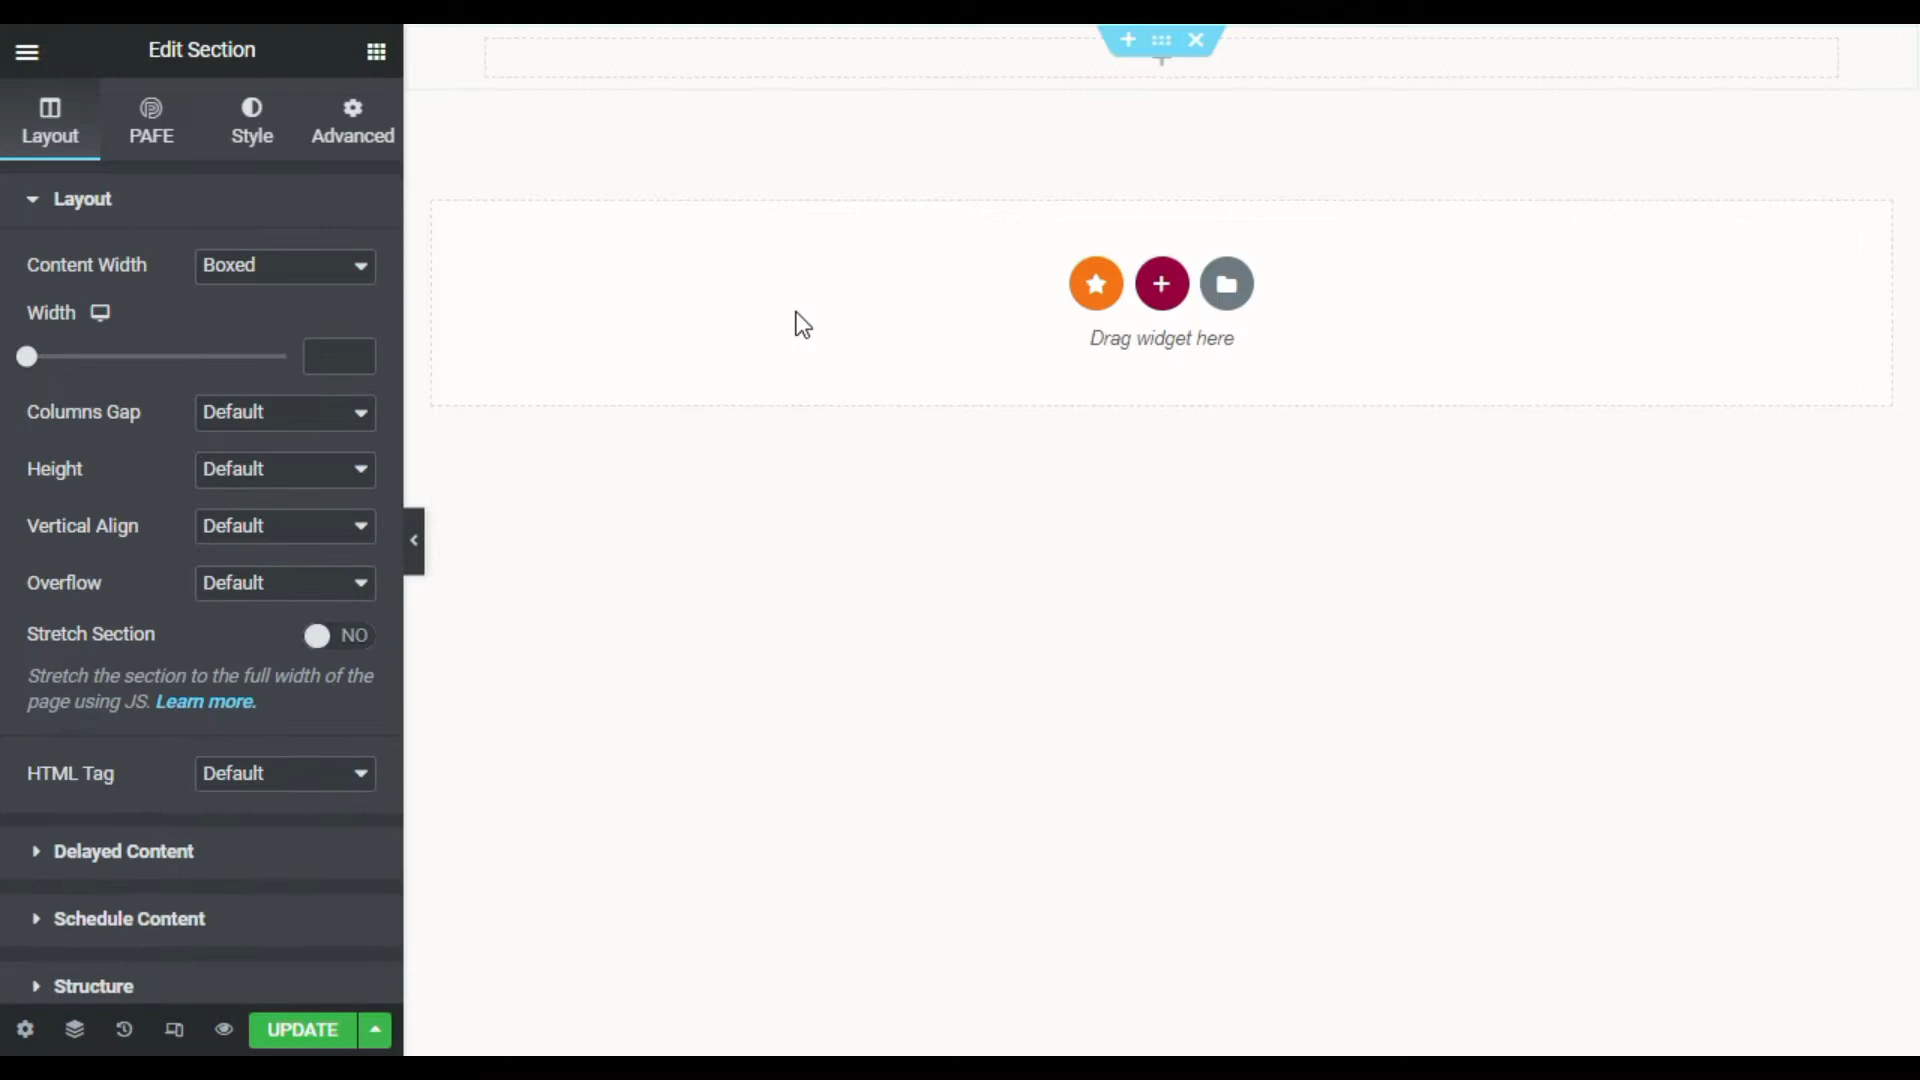 Edit Section
Layout
PAFE
Style
Advanced
Layout
Content Width
Boxed
Width
Columns Gap
Default
Height
Default
Vertical Align
Default
Overflow
Default
Stretch Section
NO
Stretch the section to the full width of the
page using JS. Learn more.
HTML Tag
Default
Delayed Content
Schedule Content
Structure
UPDATE
Drag widget here